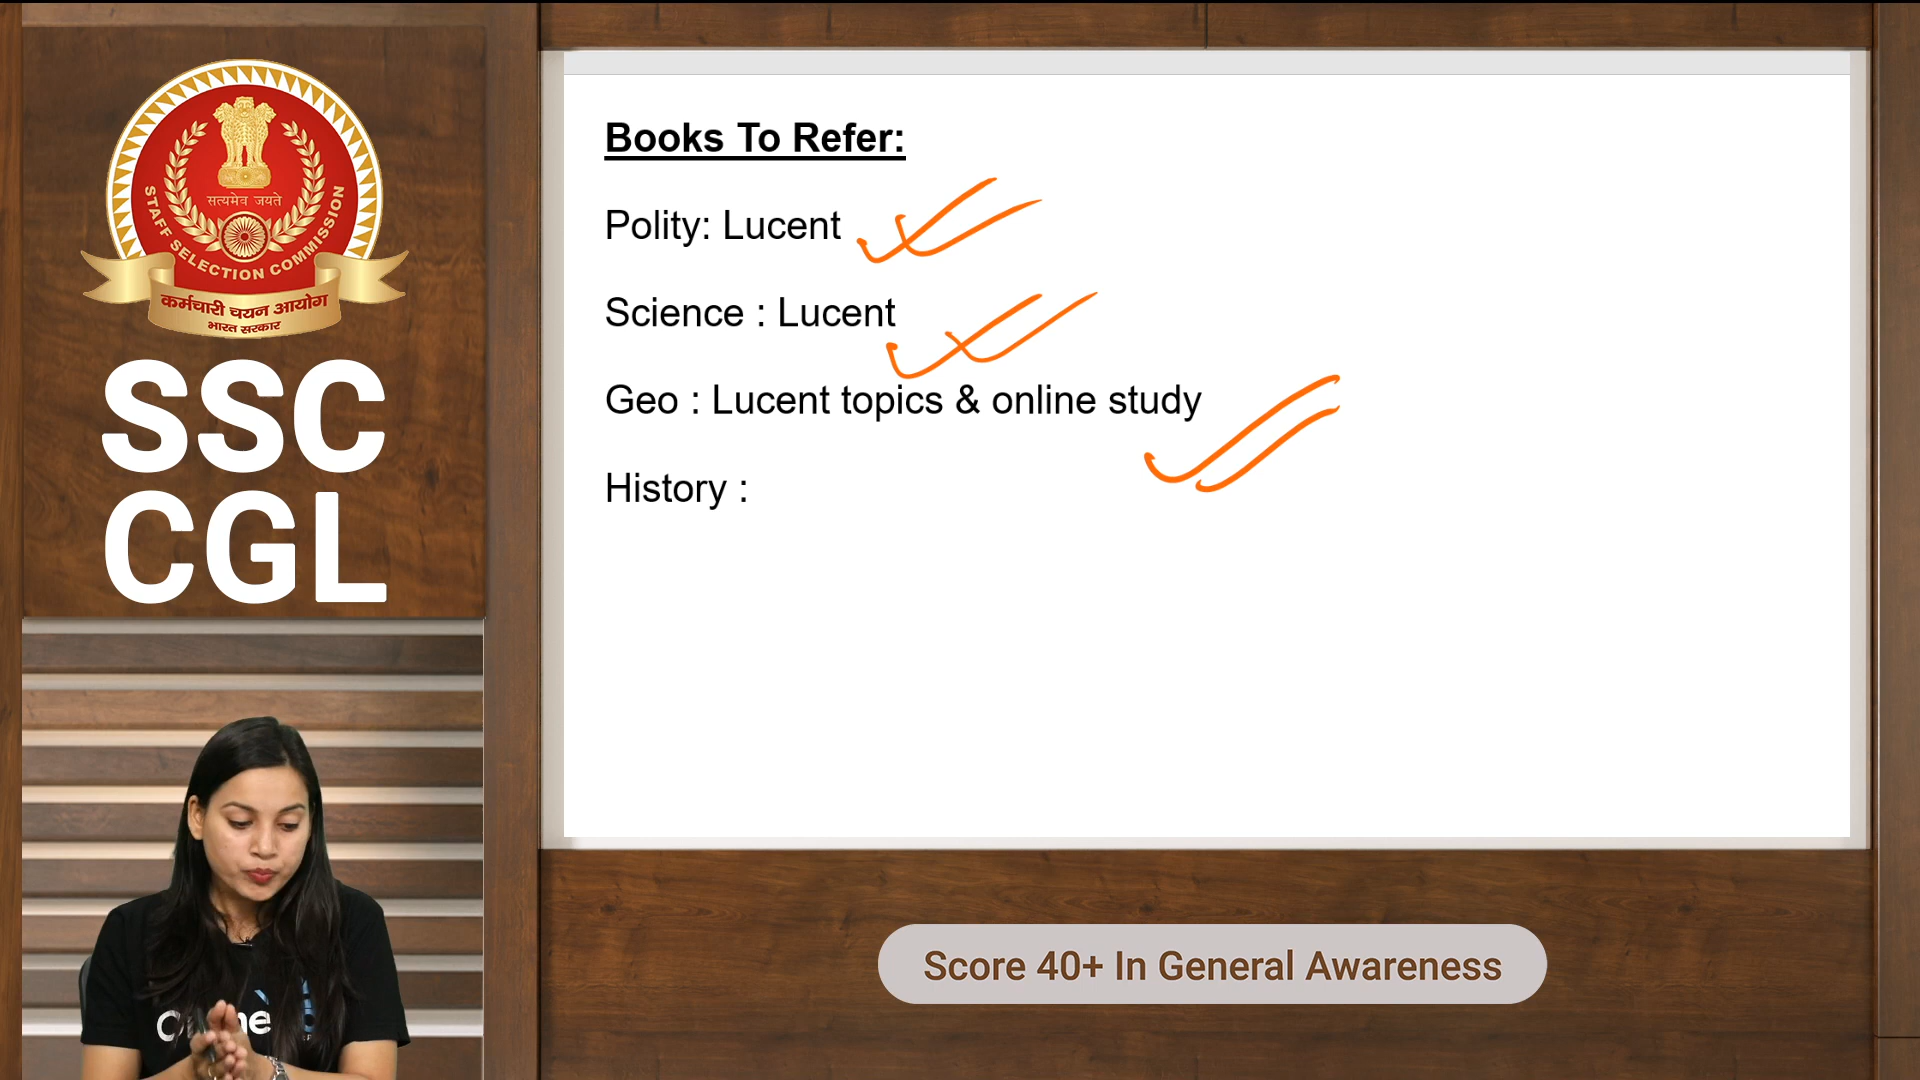 सत्यमेव जयते
STAFF SELECTION COMMISSION
कर्मचारी चयन आयोग
भारत सरकार
SSC
CGL
Books To Refer:
Polity: Lucent
Science : Lucent
Geo : Lucent topics & online study
History :
Score 40+ In General Awareness